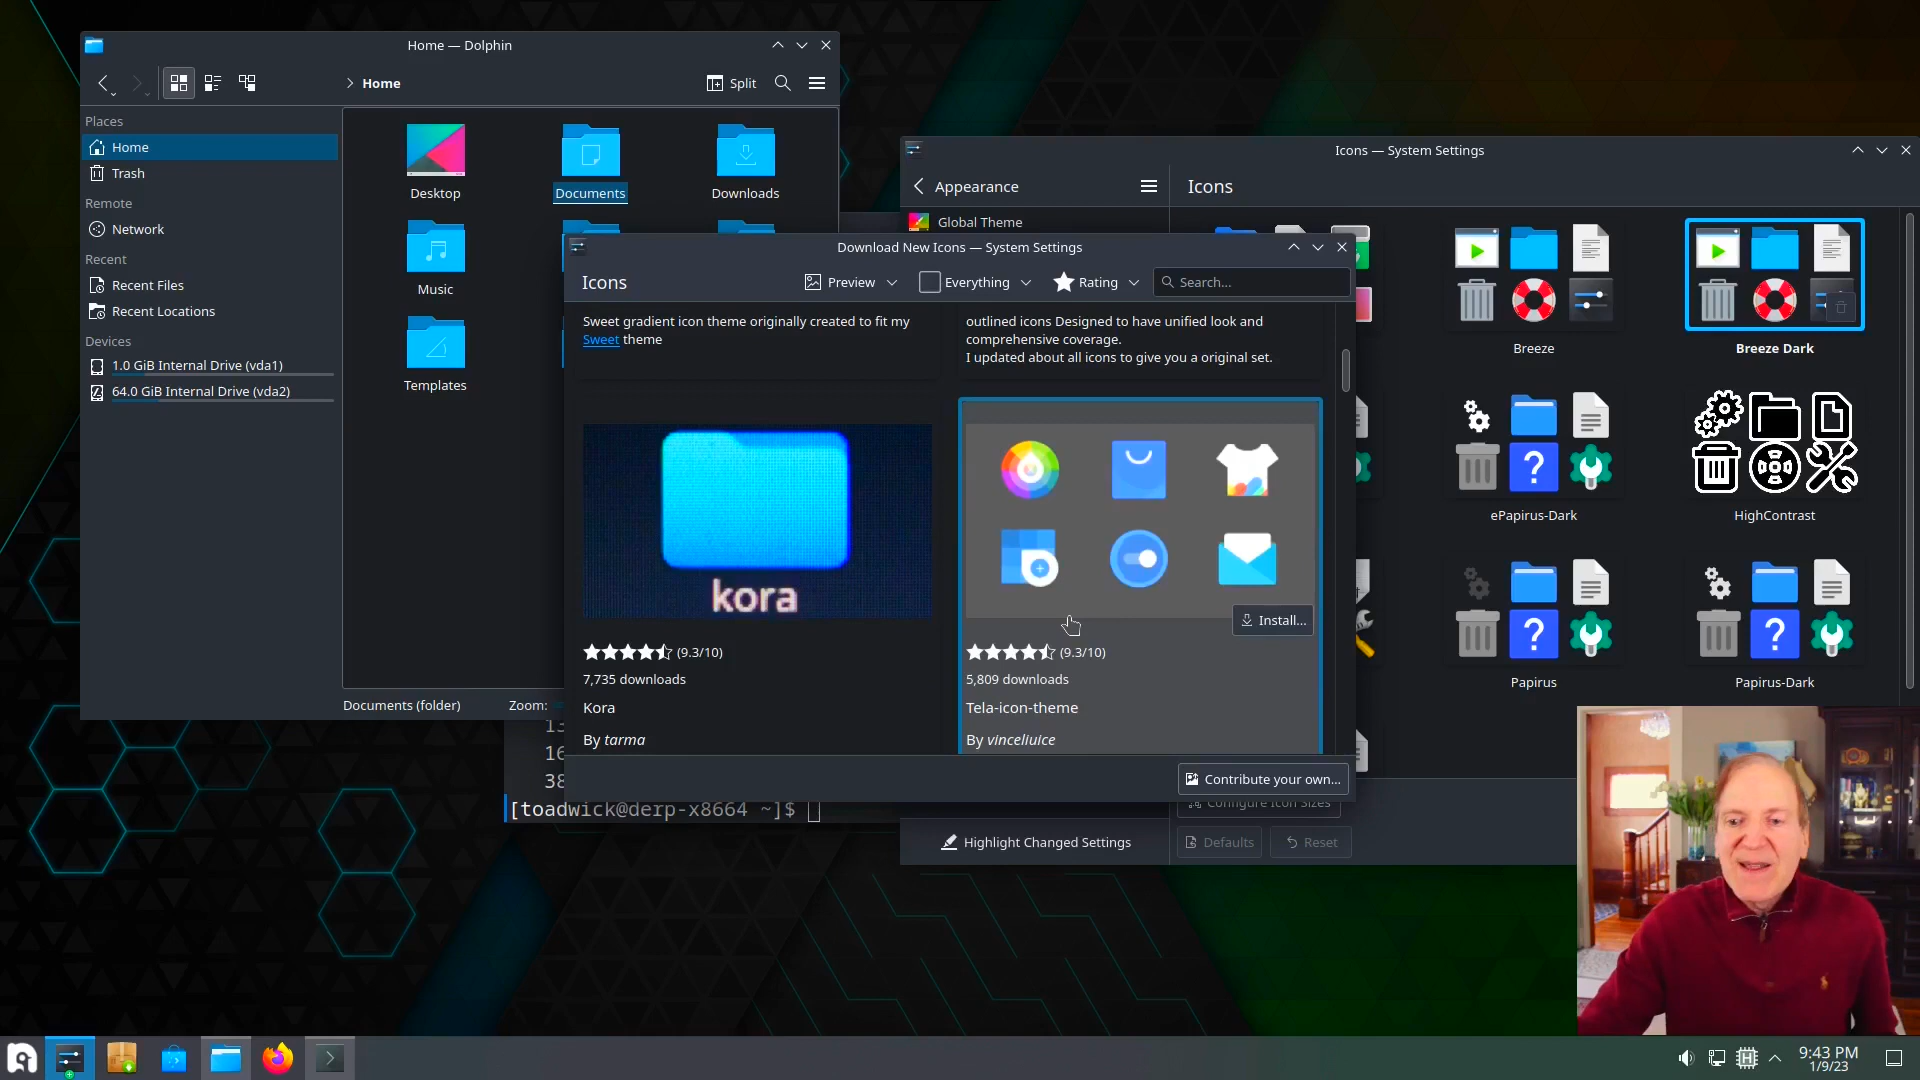 Home — Dolphin
Home
Split
Places
Home
Trash
Remote
Network
Recent
Recent Files
Recent Locations
Devices
1.0 GiB Internal Drive (vda1)
64.0 GiB Internal Drive (vda2)
Desktop
Documents
Downloads
Music
Templates
Documents (folder)
Zoom:
Icons — System Settings
Appearance
Icons
Global Theme
Breeze
Breeze Dark
ePapirus-Dark
HighContrast
Papirus
Papirus-Dark
Configure Icon Sizes
Highlight Changed Settings
Defaults
Reset
Download New Icons — System Settings
Icons
Preview
Everything
Rating
Search...
Sweet gradient icon theme originally created to fit my
Sweet theme
outlined icons Designed to have unified look and
comprehensive coverage.
I updated about all icons to give you a original set.
kora
(9.3/10)
7,735 downloads
Kora
By tarma
Install...
(9.3/10)
5,809 downloads
Tela-icon-theme
By vinceliuice
Contribute your own...
38
[toadwick@derp-x8664 ~]$
9:43 PM
1/9/23